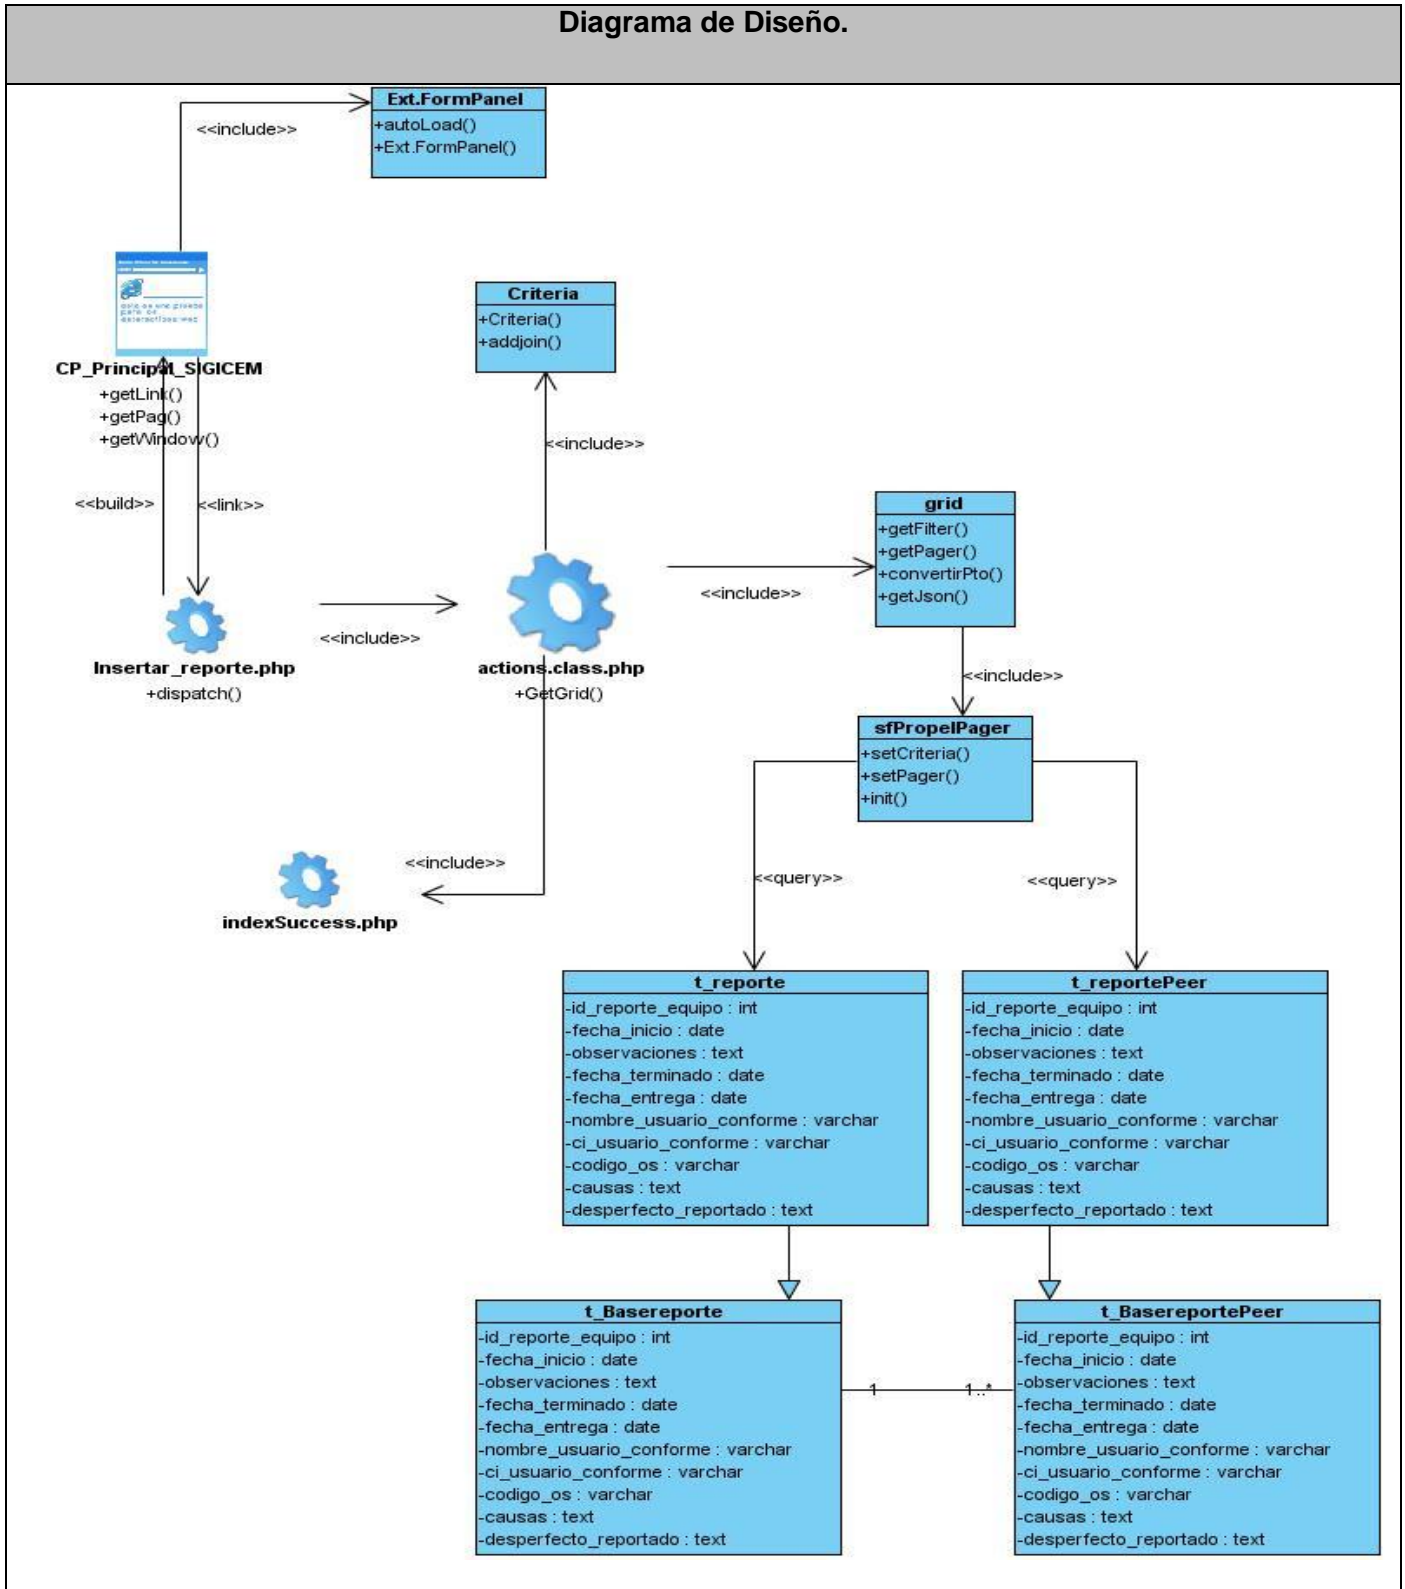 Diagrama de Diseño.
Ext.FormPanel
+autoLoad()
+Ext.FormPanel()
<<include>>
CP_Principal_SIGICEM
+getLink()
+getPag()
+getWindow()
<<build>>
<<link>>
Criteria
+Criteria()
+addjoin()
<<include>>
grid
+getFilter()
+getPager()
+convertirPto()
+getJson()
<<include>>
<<include>>
Insertar_reporte.php
+dispatch()
actions.class.php
+GetGrid()
<<include>>
sfPropelPager
+setCriteria()
+setPager()
+init()
<<include>>
indexSuccess.php
<<query>>
<<query>>
t_reporte
-id_reporte_equipo : int
-fecha_inicio : date
-observaciones : text
-fecha_terminado : date
-fecha_entrega : date
-nombre_usuario_conforme : varchar
-ci_usuario_conforme : varchar
-codigo_os : varchar
-causas : text
-desperfecto_reportado : text
t_reportePeer
-id_reporte_equipo : int
-fecha_inicio : date
-observaciones : text
-fecha_terminado : date
-fecha_entrega : date
-nombre_usuario_conforme : varchar
-ci_usuario_conforme : varchar
-codigo_os : varchar
-causas : text
-desperfecto_reportado : text
t_Basereporte
-id_reporte_equipo : int
-fecha_inicio : date
-observaciones : text
-fecha_terminado : date
-fecha_entrega : date
-nombre_usuario_conforme : varchar
-ci_usuario_conforme : varchar
-codigo_os : varchar
-causas : text
-desperfecto_reportado : text
1
1..*
t_BasereportePeer
-id_reporte_equipo : int
-fecha_inicio : date
-observaciones : text
-fecha_terminado : date
-fecha_entrega : date
-nombre_usuario_conforme : varchar
-ci_usuario_conforme : varchar
-codigo_os : varchar
-causas : text
-desperfecto_reportado : text